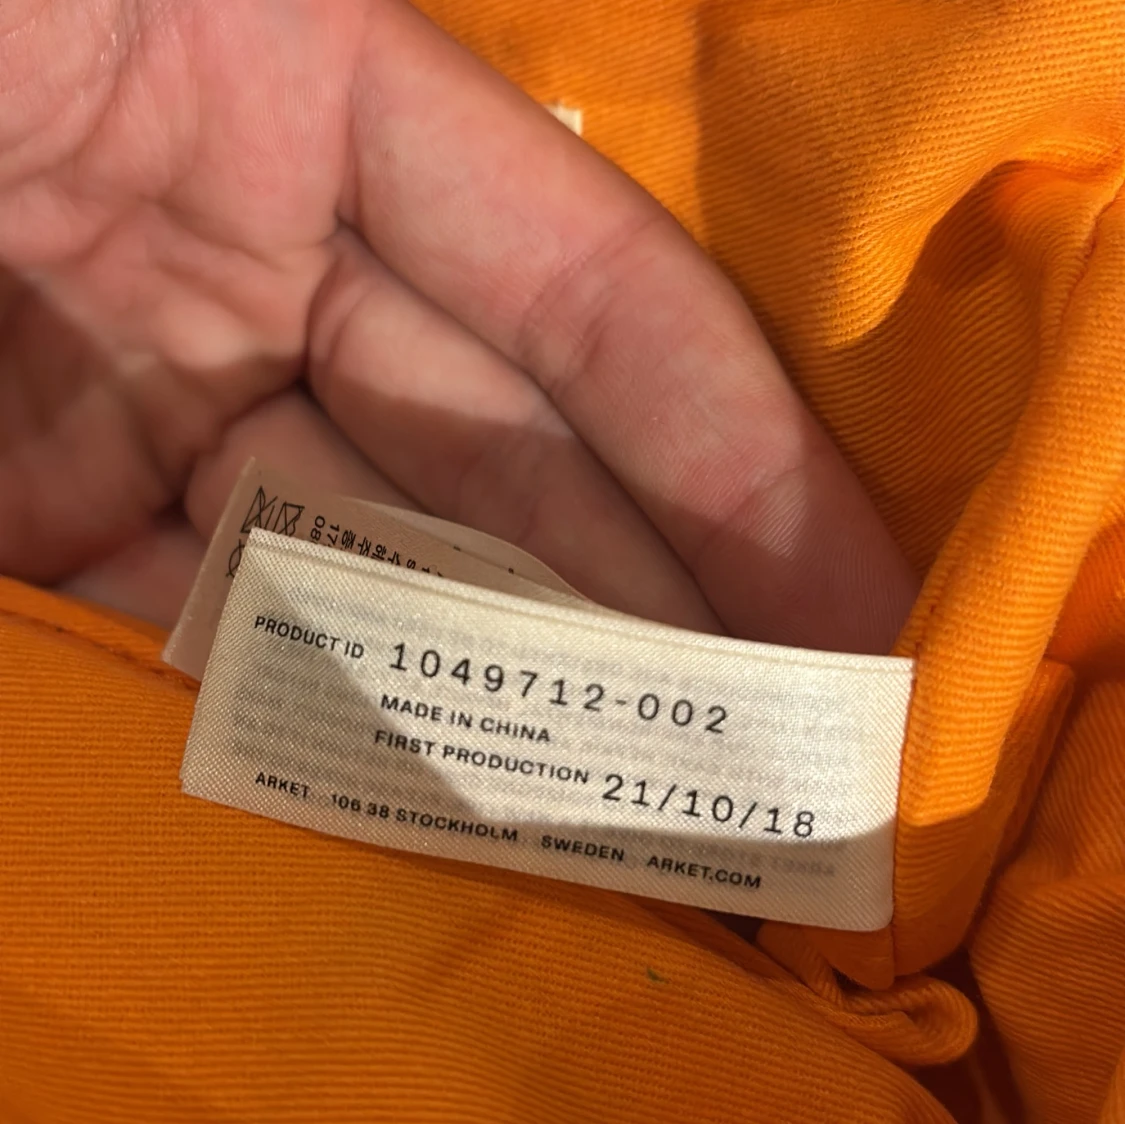 PRODUCT ID 1049712-002
MADE IN CHINA
FIRST PRODUCTION 21/10/18
ARKET 106 38 STOCKHOLM SWEDEN ARKET.COM